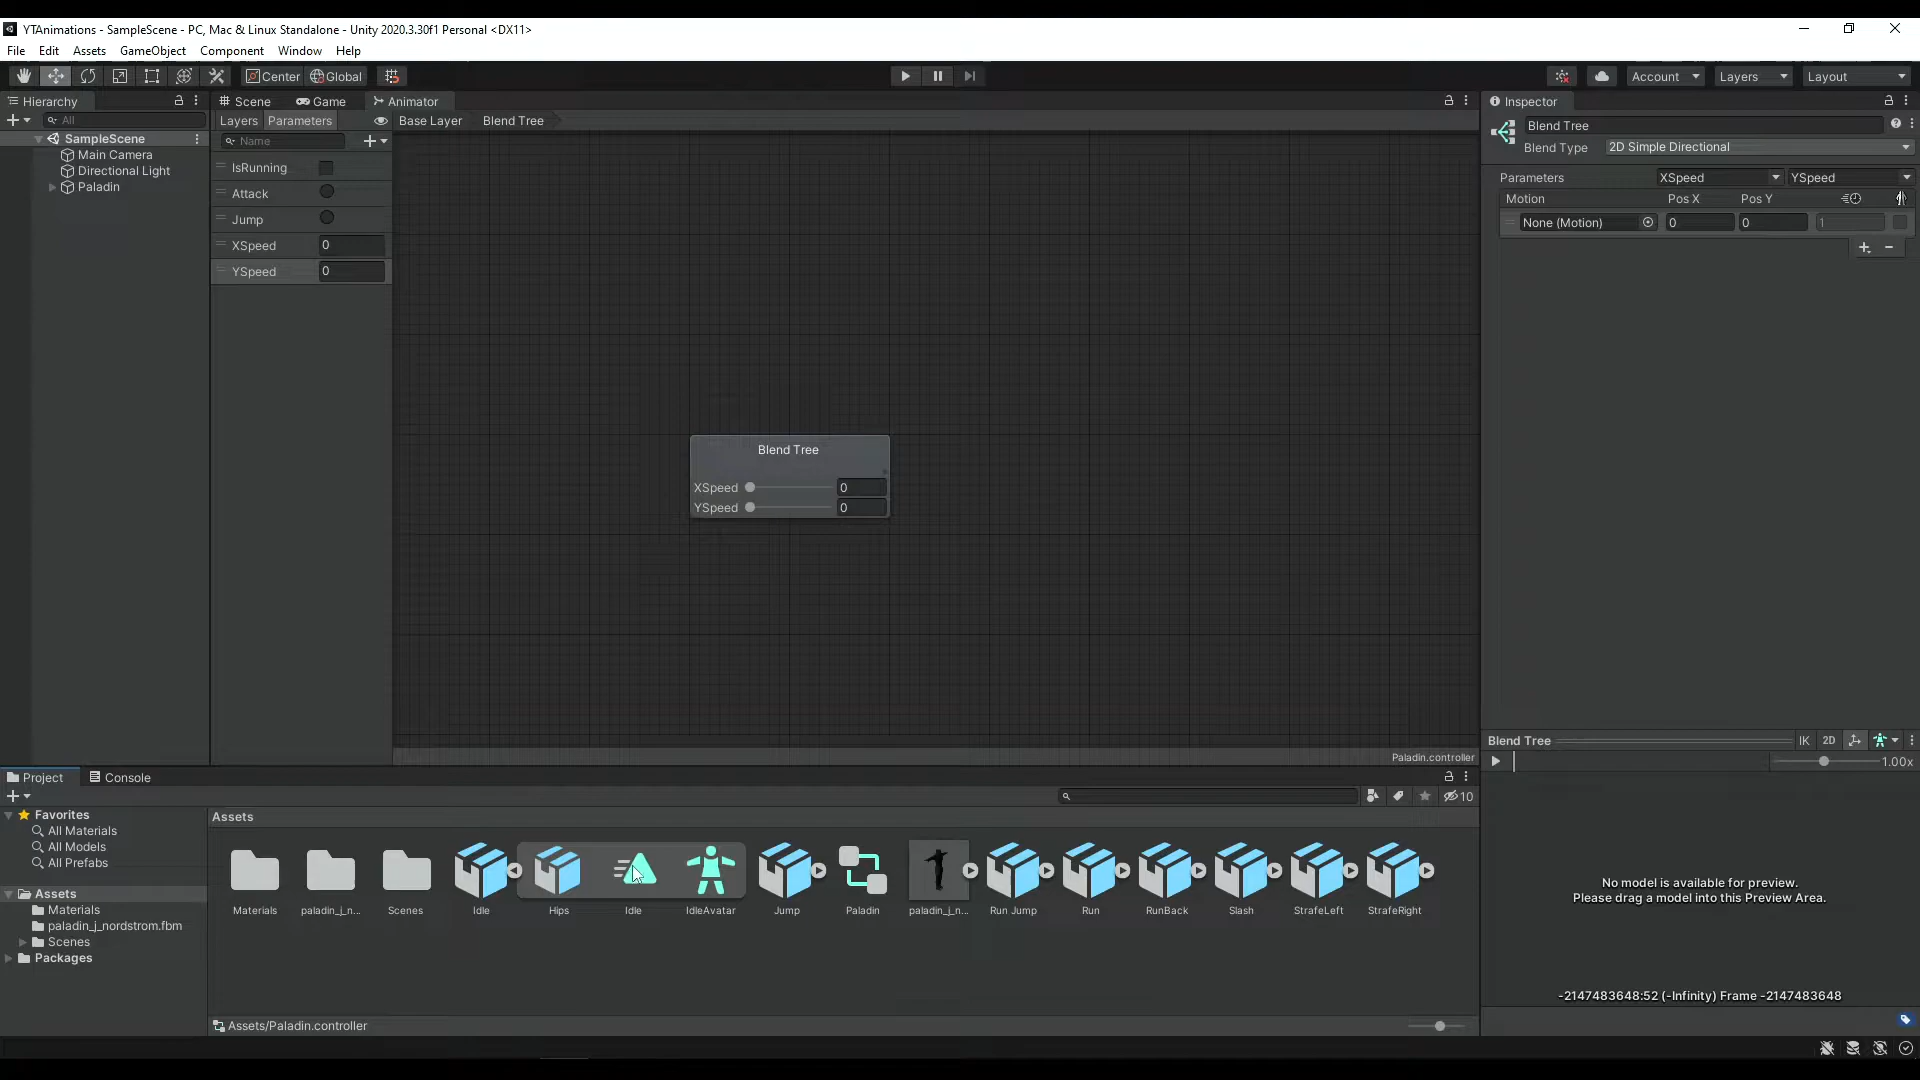 YTAnimations - SampleScene - PC, Mac & Linux Standalone - Unity 2020.3.30f1 Personal <DX11>
File Edit Assets GameObject Component Window Help
Center Global
Account Layers Layout
Hierarchy
All
SampleScene
Main Camera
Directional Light
Paladin
Scene Game Animator
Layers Parameters Base Layer Blend Tree
Name
IsRunning
Attack
Jump
XSpeed 0
YSpeed 0
Blend Tree
XSpeed 0
YSpeed 0
Paladin.controller
Inspector
Blend Tree
Blend Type 2D Simple Directional
Parameters XSpeed YSpeed
Motion Pos X Pos Y
None (Motion) 0 0 1
Blend Tree IK 2D
1.00x
No model is available for preview.
Please drag a model into this Preview Area.
-2147483648:52 (-Infinity) Frame -2147483648
Project Console
10
Favorites
All Materials
All Models
All Prefabs
Assets
Materials
paladin_j_nordstrom.fbm
Scenes
Packages
Assets
Materials paladin_j_n... Scenes Idle Hips Idle IdleAvatar Jump Paladin paladin_j_n... Run Jump Run RunBack Slash StrafeLeft StrafeRight
Assets/Paladin.controller